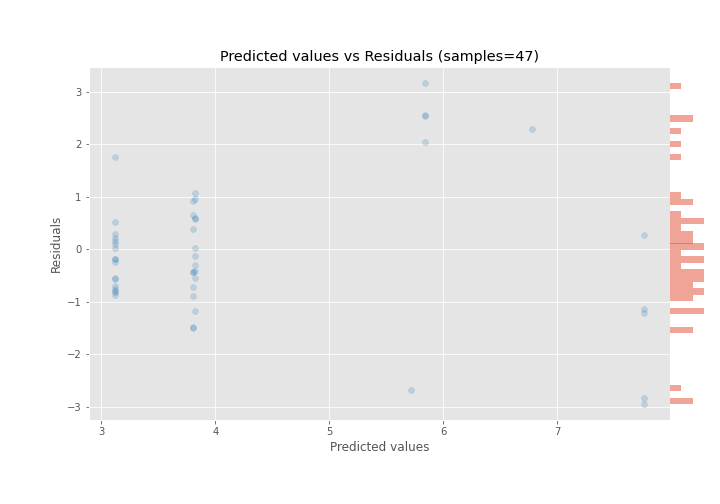 Predicted values vs Residuals (samples=47)
3
2
1
0
−1
−2
−3
Residuals
3 4 5 6 7
Predicted values